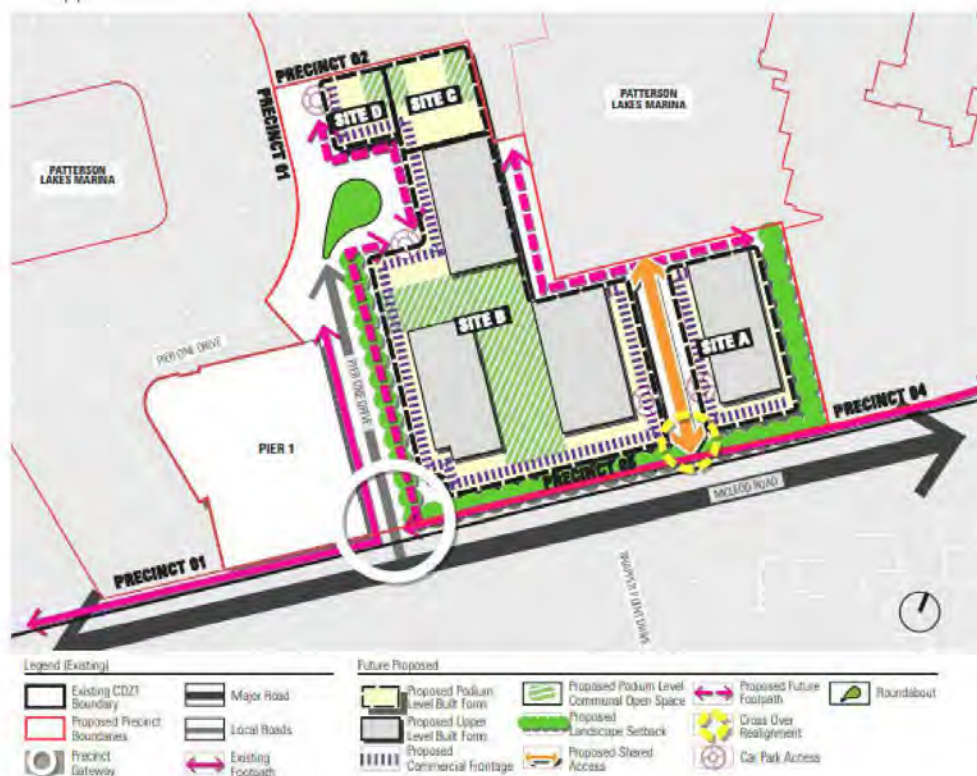 PRECINCT 02
PRECINCT 01
SITE D
SITE C
PATTERSON
LAKES MARINA
PATTERSON
LAKES MARINA
SITE B
SITE A
PIER ONE DRIVE
PIER ONE DRIVE
PIER 1
PRECINCT 04
PRECINCT
MCLEOD ROAD
PRECINCT 01
Legend (Existing)
Existing CDZ1
Boundary
Proposed Precinct
Boundaries
Precinct
Gateway
Major Road
Local Roads
Existing
Footpath
Future Proposed
Proposed Podium
Level Built Form
Proposed Upper
Level Built Form
Proposed
Commercial Frontage
Proposed Podium Level
Communal Open Space
Proposed
Landscape Setback
Proposed Shared
Access
Proposed Future
Footpath
Cross Over
Realignment
Car Park Access
Roundabout